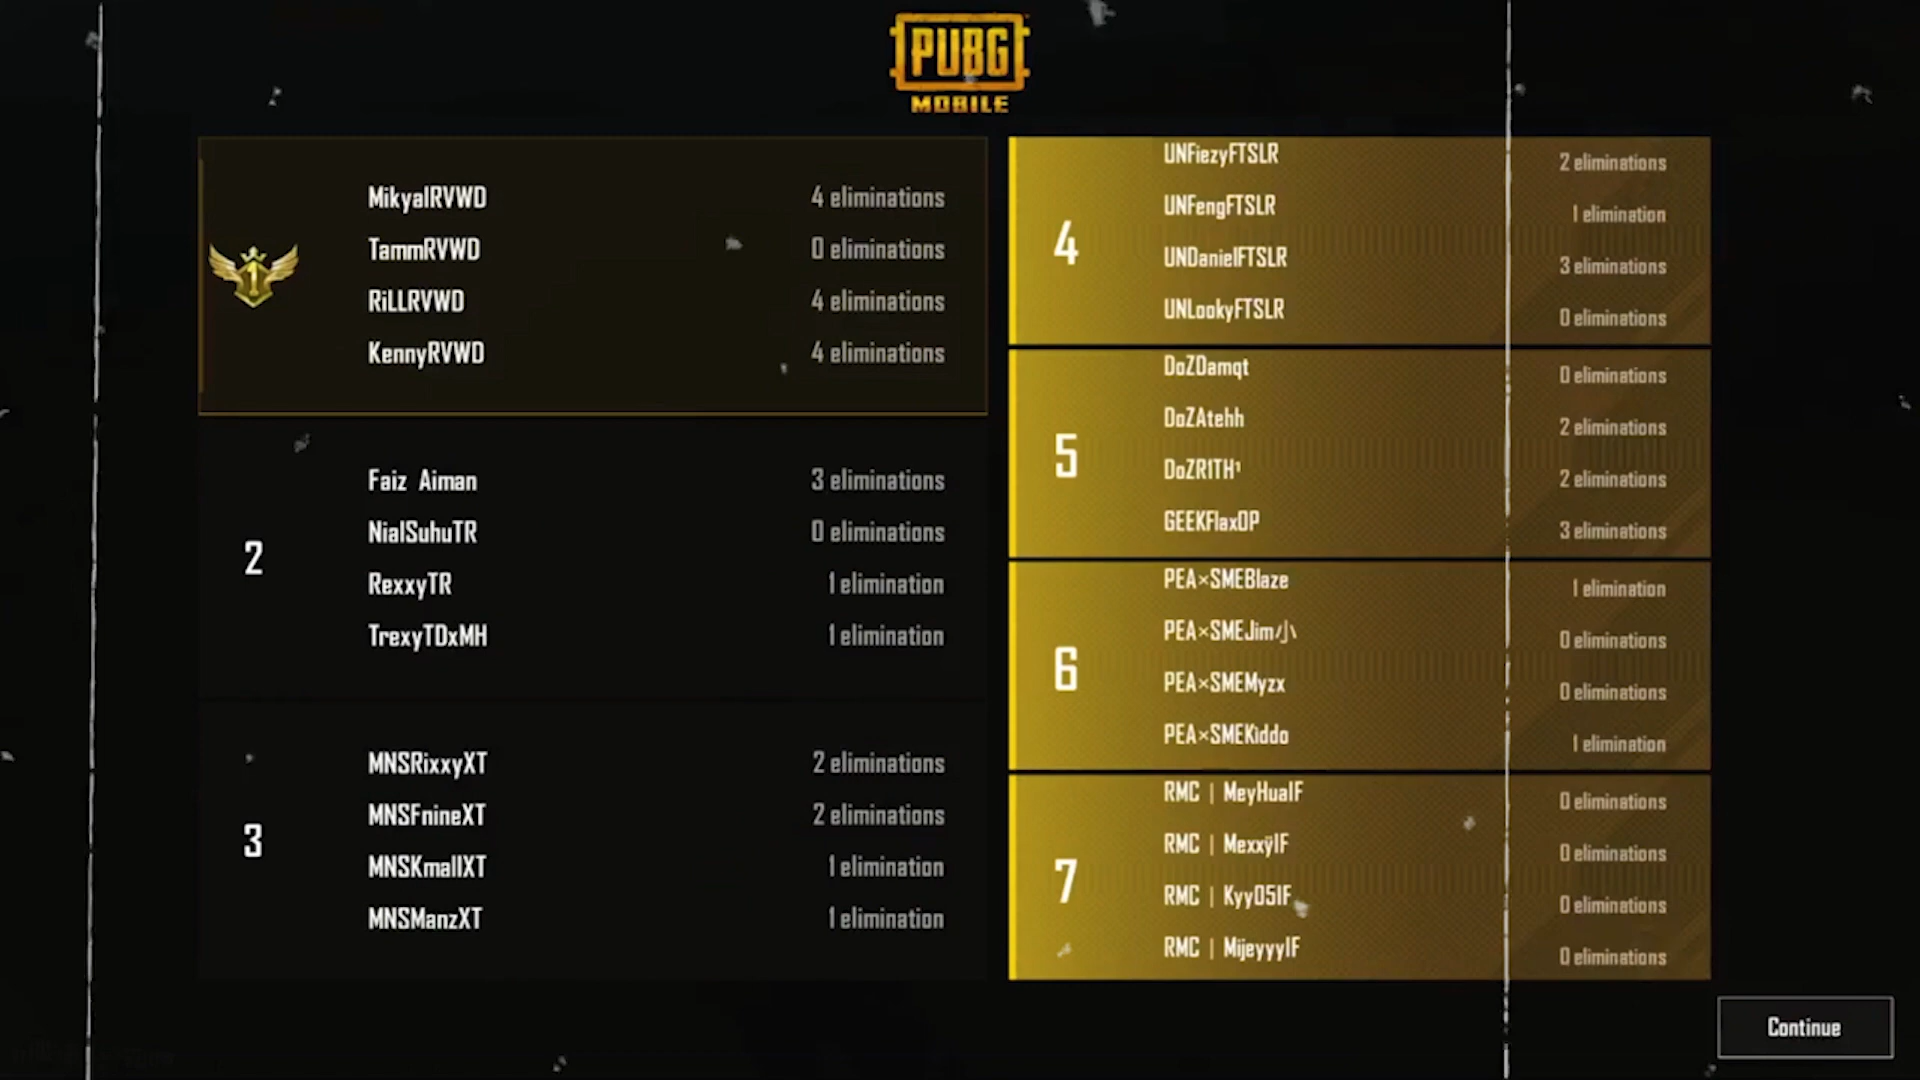 PUBG
MOBILE
1
MikyalRVWD 4 eliminations
TammRVWD 0 eliminations
RiLLRVWD 4 eliminations
KennyRVWD 4 eliminations
2
Faiz Aiman 3 eliminations
NialSuhuTR 0 eliminations
RexxyTR 1 elimination
TrexyTDxMH 1 elimination
3
MNSRixxyXT 2 eliminations
MNSFnineXT 2 eliminations
MNSKmallXT 1 elimination
MNSManzXT 1 elimination
4
UNFiezyFTSLR 2 eliminations
UNFengFTSLR 1 elimination
UNDanielFTSLR 3 eliminations
UNLookyFTSLR 0 eliminations
5
DoZDamqt 0 eliminations
DoZAtehh 2 eliminations
DoZR1TH¹ 2 eliminations
GEEKFlaxOP 3 eliminations
6
PEA×SMEBlaze 1 elimination
PEA×SMEJim小 0 eliminations
PEA×SMEMyzx 0 eliminations
PEA×SMEKiddo 1 elimination
7
RMC | MeyHuaIF 0 eliminations
RMC | MexxÿIF 0 eliminations
RMC | Kyy05IF 0 eliminations
RMC | MijeyyyIF 0 eliminations
Continue